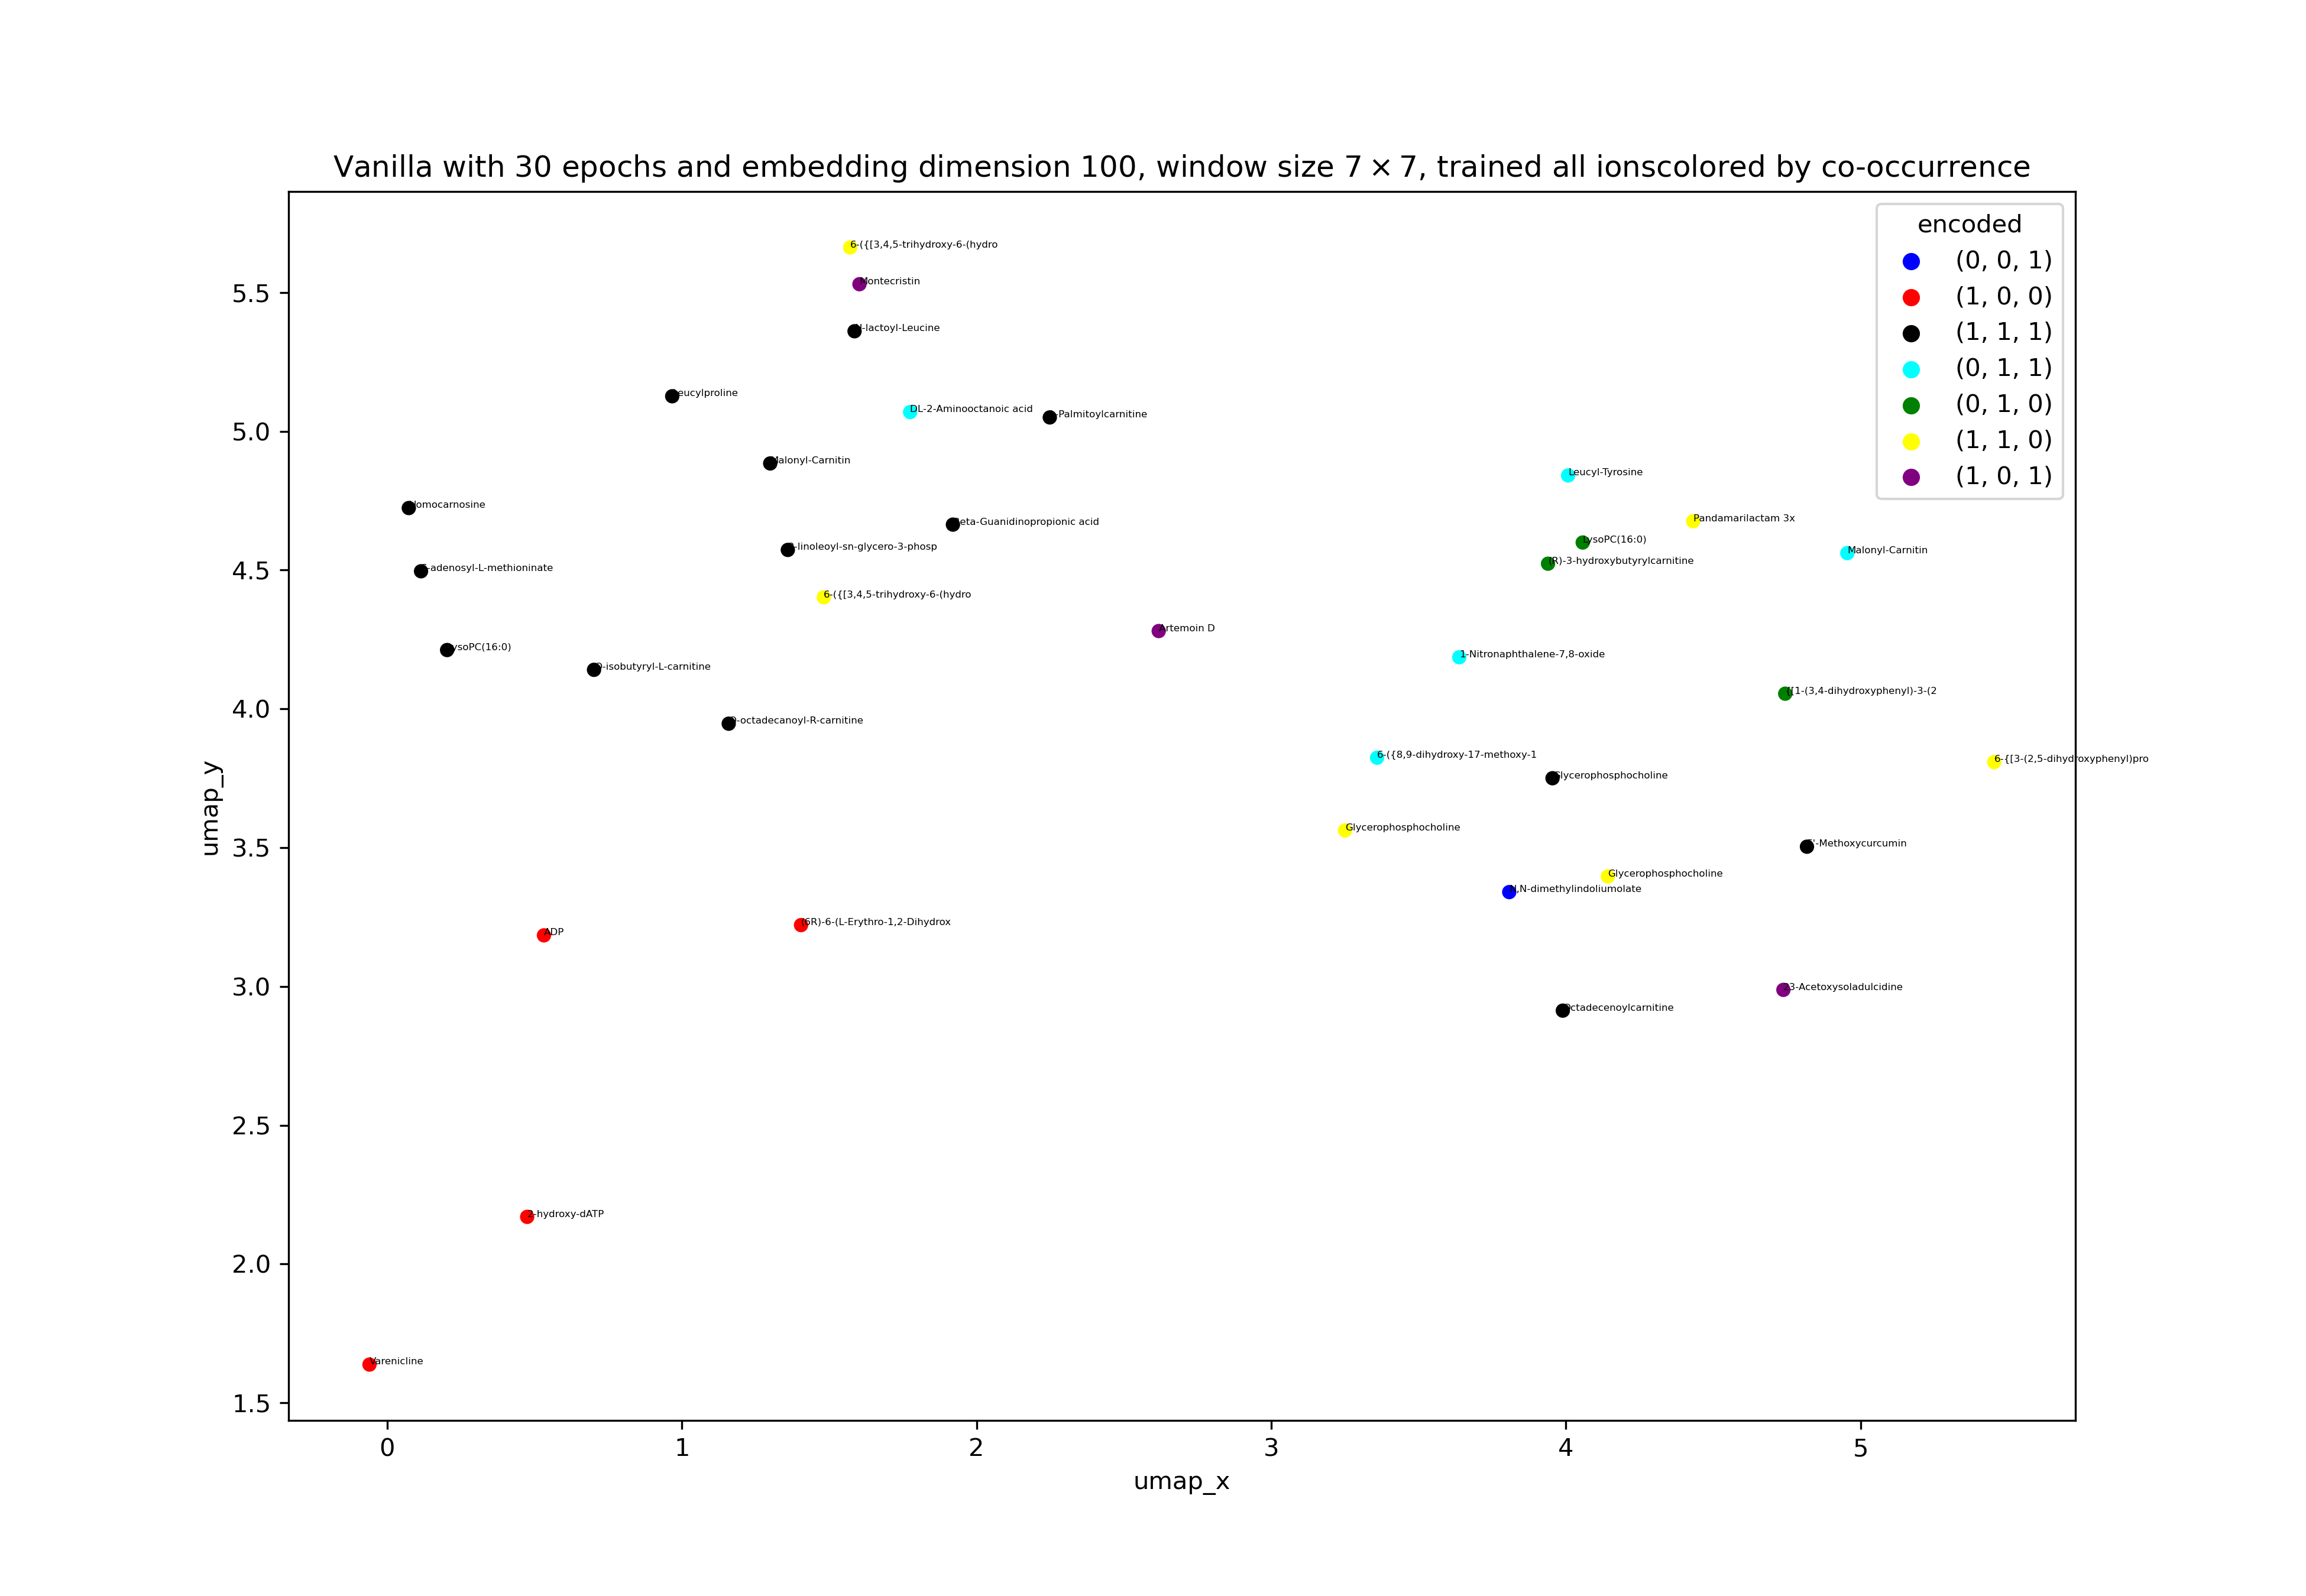 Vanilla with 30 epochs and embedding dimension 100, window size 7 × 7, trained all ionscolored by co-occurrence
encoded
(0, 0, 1)
(1, 0, 0)
(1, 1, 1)
(0, 1, 1)
(0, 1, 0)
(1, 1, 0)
(1, 0, 1)
6-({[3,4,5-trihydroxy-6-(hydro
Montecristin
N-lactoyl-Leucine
Leucylproline
DL-2-Aminooctanoic acid
-Palmitoylcarnitine
Malonyl-Carnitin
Leucyl-Tyrosine
Homocarnosine
Beta-Guanidinopropionic acid
Pandamarilactam 3x
-linoleoyl-sn-glycero-3-phosp
LysoPC(16:0)
Malonyl-Carnitin
(R)-3-hydroxybutyrylcarnitine
S-adenosyl-L-methioninate
6-({[3,4,5-trihydroxy-6-(hydro
Artemoin D
LysoPC(16:0)
1-Nitronaphthalene-7,8-oxide
O-isobutyryl-L-carnitine
{[1-(3,4-dihydroxyphenyl)-3-(2
O-octadecanoyl-R-carnitine
6-({8,9-dihydroxy-17-methoxy-1
6-{[3-(2,5-dihydroxyphenyl)pro
Glycerophosphocholine
Glycerophosphocholine
-Methoxycurcumin
Glycerophosphocholine
N,N-dimethylindoliumolate
(6R)-6-(L-Erythro-1,2-Dihydrox
ADP
23-Acetoxysoladulcidine
Octadecenoylcarnitine
2-hydroxy-dATP
Varenicline
5.5
5.0
4.5
4.0
3.5
3.0
2.5
2.0
1.5
umap_y
0 1 2 3 4 5
umap_x